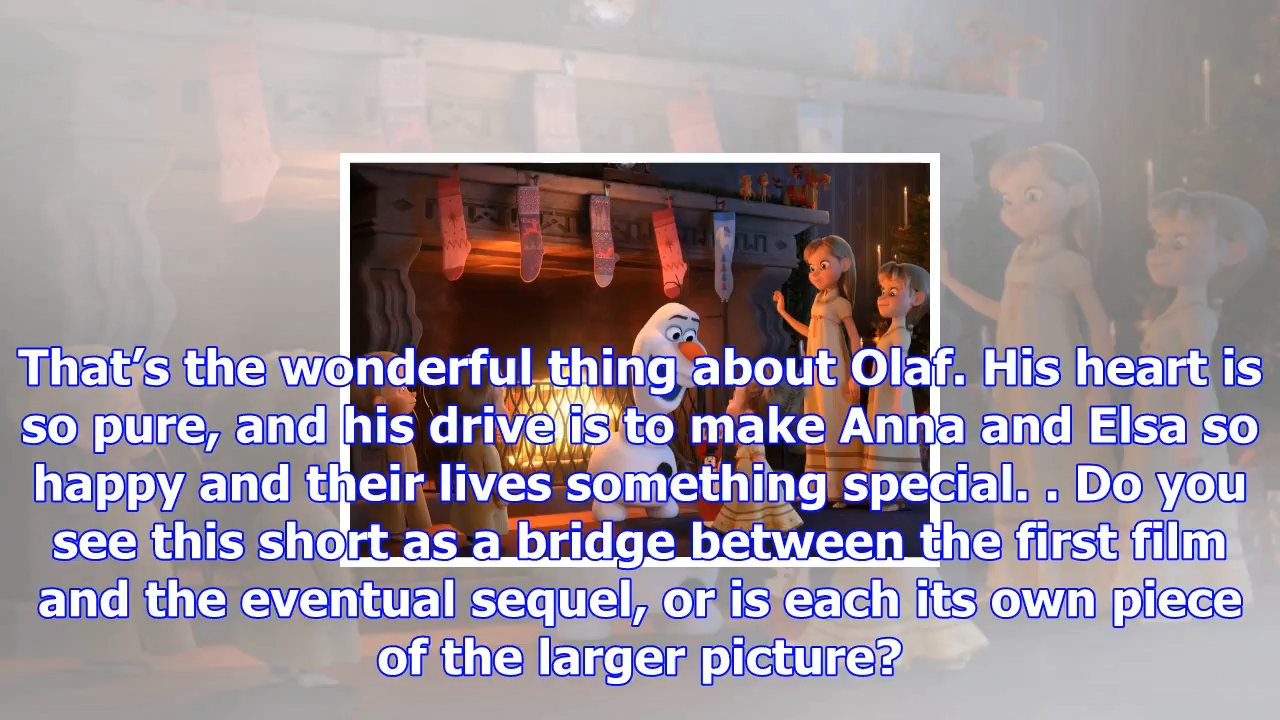 That’s the wonderful thing about Olaf. His heart is
so pure, and his drive is to make Anna and Elsa so
happy and their lives something special. . Do you
see this short as a bridge between the first film
and the eventual sequel, or is each its own piece
of the larger picture?